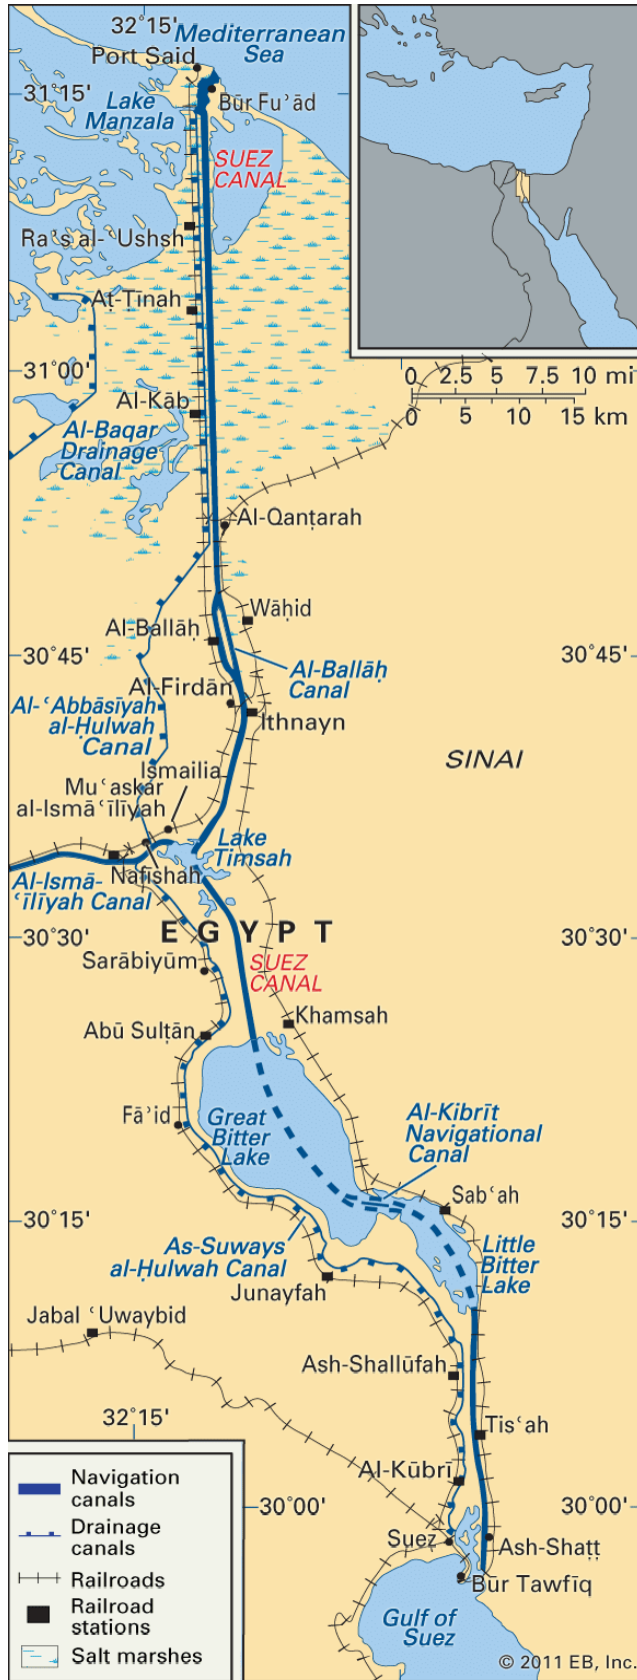 32°15'
Mediterranean
Sea
Port Said
31°15'
Lake
Manzala
Būr Fu’ād
SUEZ
CANAL
Ra’s al-‘Ushsh
Aṭ-Ṭīnah
31°00'
0 2.5 5 7.5 10 mi
0 5 10 15 km
Al-Kāb
Al-Baqar
Drainage
Canal
Al-Qanṭarah
Wāḥid
Al-Ballāḥ
30°45'
30°45'
Al-Ballāḥ
Canal
Al-Firdān
Al-‘Abbāsīyah
al-Ḥulwah
Canal
Ithnayn
SINAI
Ismailia
Mu‘askar
al-Ismā‘īlīyah
Lake
Timsah
Nafīshah
Al-Ismā-
‘īlīyah Canal
EGYPT
30°30'
30°30'
Sarābiyūm
SUEZ
CANAL
Khamsah
Abū Sulṭān
Fā’id
Great
Bitter
Lake
Al-Kibrīt
Navigational
Canal
Sab‘ah
30°15'
30°15'
As-Suways
al-Ḥulwah Canal
Little
Bitter
Lake
Junayfah
Jabal ‘Uwaybid
Ash-Shallūfah
32°15'
Tis‘ah
Al-Kūbrī
30°00'
30°00'
Suez
Ash-Shaṭṭ
Būr Tawfīq
Gulf of
Suez
Navigation
canals
Drainage
canals
Railroads
Railroad
stations
Salt marshes
© 2011 EB, Inc.